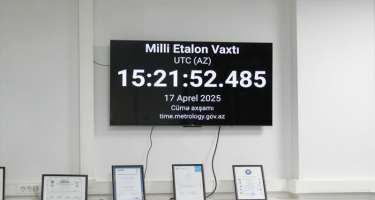 Milli Etalon Vaxtı
UTC (AZ)
15:21:52.485
17 Aprel 2025
Cümə axşamı
time.metrology.gov.az